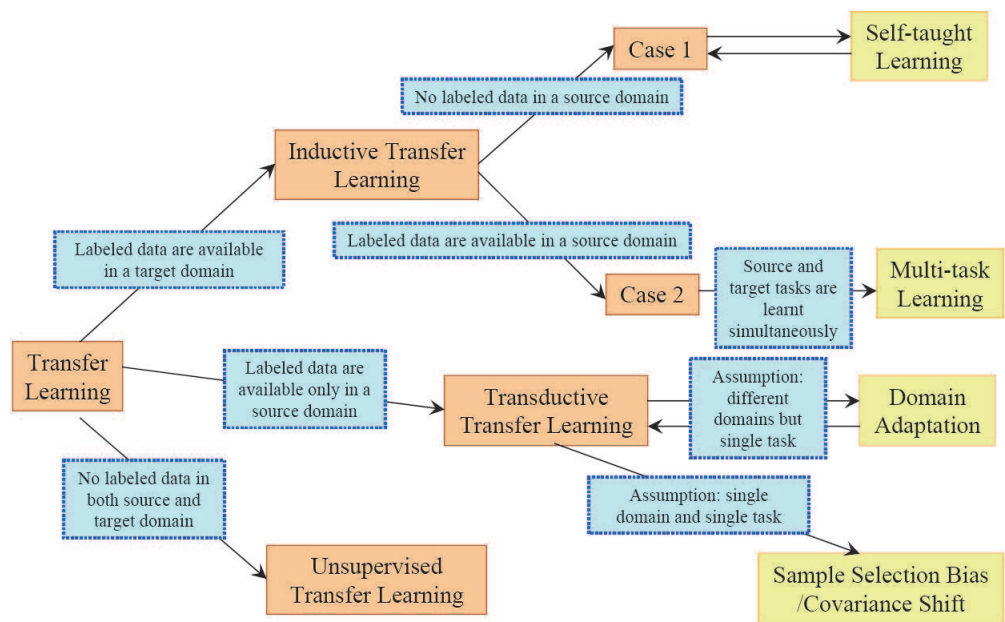 Case 1
Self-taught
Learning
No labeled data in a source domain
Inductive Transfer
Learning
Labeled data are available
in a target domain
Labeled data are available in a source domain
Case 2
Source and
target tasks are
learnt
simultaneously
Multi-task
Learning
Transfer
Learning
Labeled data are
available only in a
source domain
Transductive
Transfer Learning
Assumption:
different
domains but
single task
Domain
Adaptation
No labeled data in
both source and
target domain
Assumption: single
domain and single task
Unsupervised
Transfer Learning
Sample Selection Bias
/Covariance Shift